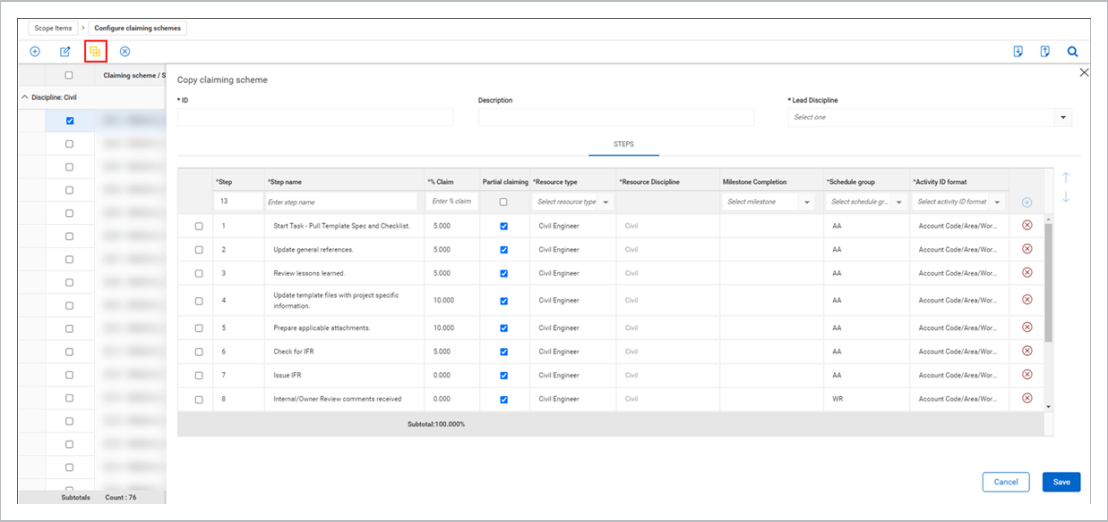 Scope Items > Configure claiming schemes
Claiming scheme / S
Copy claiming scheme
Discipline: Civil
* ID
Description
* Lead Discipline
Select one
STEPS
*Step *Step name *% Claim Partial claiming *Resource type *Resource Discipline Milestone Completion *Schedule group *Activity ID format
13 Enter step name Enter % claim Select resource type Select milestone Select schedule gr... Select activity ID format
1 Start Task - Pull Template Spec and Checklist. 5.000 Civil Engineer Civil AA Account Code/Area/Wor...
2 Update general references. 5.000 Civil Engineer Civil AA Account Code/Area/Wor...
3 Review lessons learned. 5.000 Civil Engineer Civil AA Account Code/Area/Wor...
4 Update template files with project specific
information. 10.000 Civil Engineer Civil AA Account Code/Area/Wor...
5 Prepare applicable attachments. 10.000 Civil Engineer Civil AA Account Code/Area/Wor...
6 Check for IFR 5.000 Civil Engineer Civil AA Account Code/Area/Wor...
7 Issue IFR 0.000 Civil Engineer Civil AA Account Code/Area/Wor...
8 Internal/Owner Review comments received 0.000 Civil Engineer Civil WR Account Code/Area/Wor...
Subtotal:100.000%
Cancel Save
Subtotals Count : 76